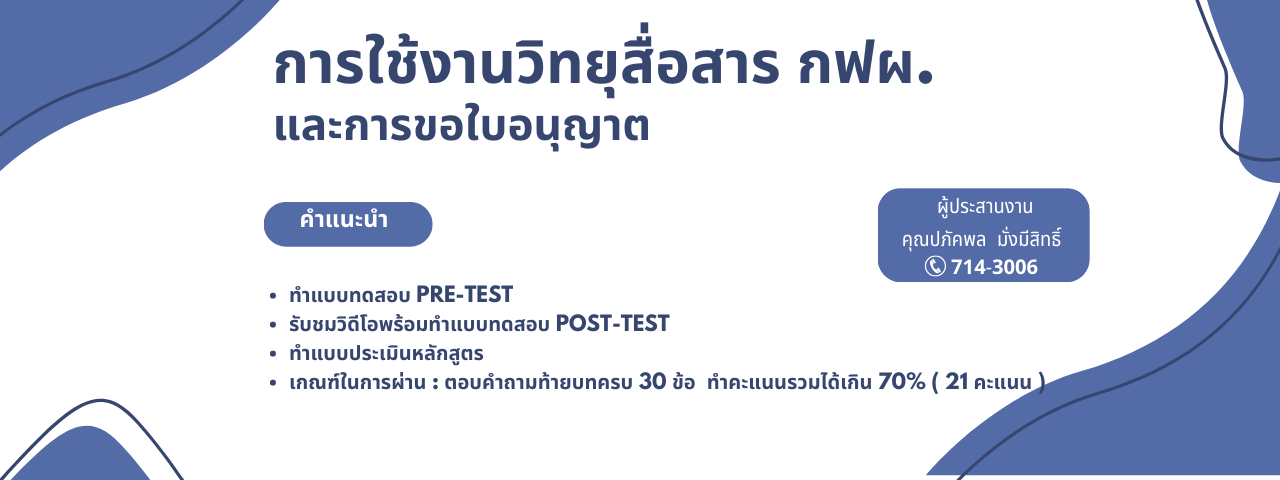 การใช้งานวิทยุสื่อสาร กฟผ.
และการขอใบอนุญาต
คำแนะนำ
ผู้ประสานงาน
คุณปภัคพล มั่งมีสิทธิ์
714-3006
• ทำแบบทดสอบ PRE-TEST
• รับชมวิดีโอพร้อมทำแบบทดสอบ POST-TEST
• ทำแบบประเมินหลักสูตร
• เกณฑ์ในการผ่าน : ตอบคำถามท้ายบทครบ 30 ข้อ ทำคะแนนรวมได้เกิน 70% ( 21 คะแนน )